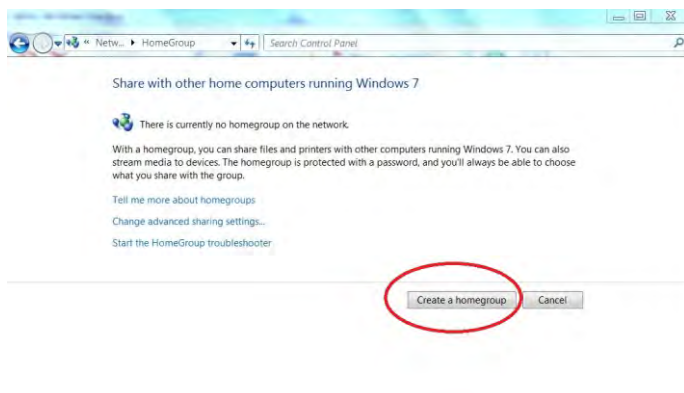 « Netw... ▸ HomeGroup Search Control Panel
Share with other home computers running Windows 7
There is currently no homegroup on the network.
With a homegroup, you can share files and printers with other computers running Windows 7. You can also
stream media to devices. The homegroup is protected with a password, and you'll always be able to choose
what you share with the group.
Tell me more about homegroups
Change advanced sharing settings...
Start the HomeGroup troubleshooter
Create a homegroup Cancel